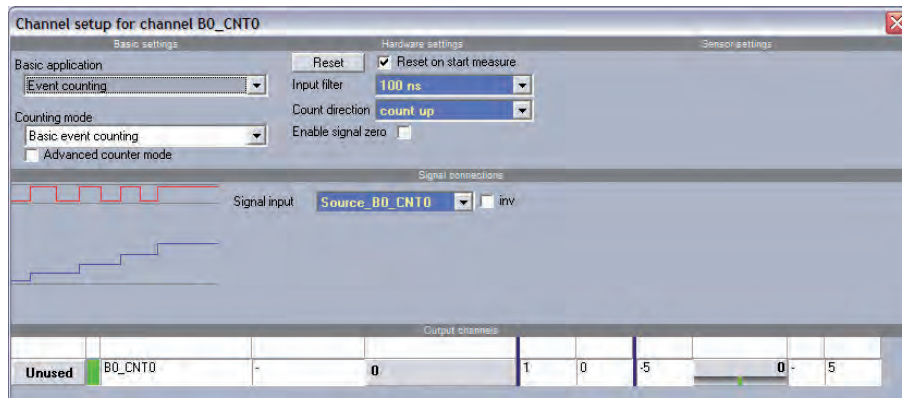 Channel setup for channel B0_CNT0
Basic settings
Hardware settings
Sensor settings
Basic application
Event counting
Counting mode
Basic event counting
Advanced counter mode
Reset
Reset on start measure
Input filter
100 ns
Count direction
count up
Enable signal zero
Signal connections
Signal input
Source_B0_CNT0
inv
Output channels
Unused B0_CNT0 - 0 1 0 -5 0 - 5